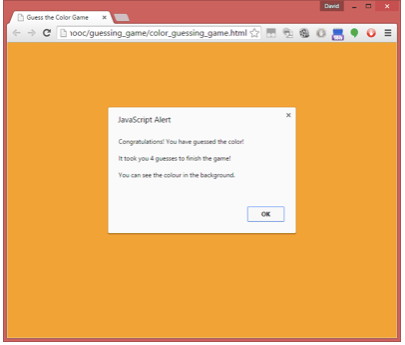 David
Guess the Color Game
nooc/guessing_game/color_guessing_game.html
JavaScript Alert
Congratulations! You have guessed the color!
It took you 4 guesses to finish the game!
You can see the colour in the background.
OK